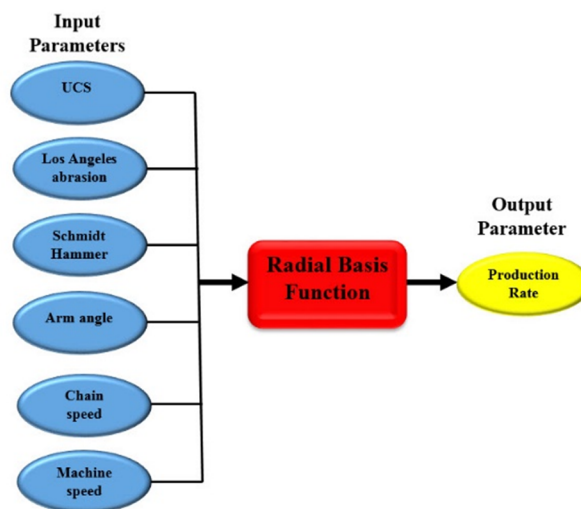 Input
Parameters
UCS
Los Angeles
abrasion
Schmidt
Hammer
Arm angle
Chain
speed
Machine
speed
Radial Basis
Function
Output
Parameter
Production
Rate